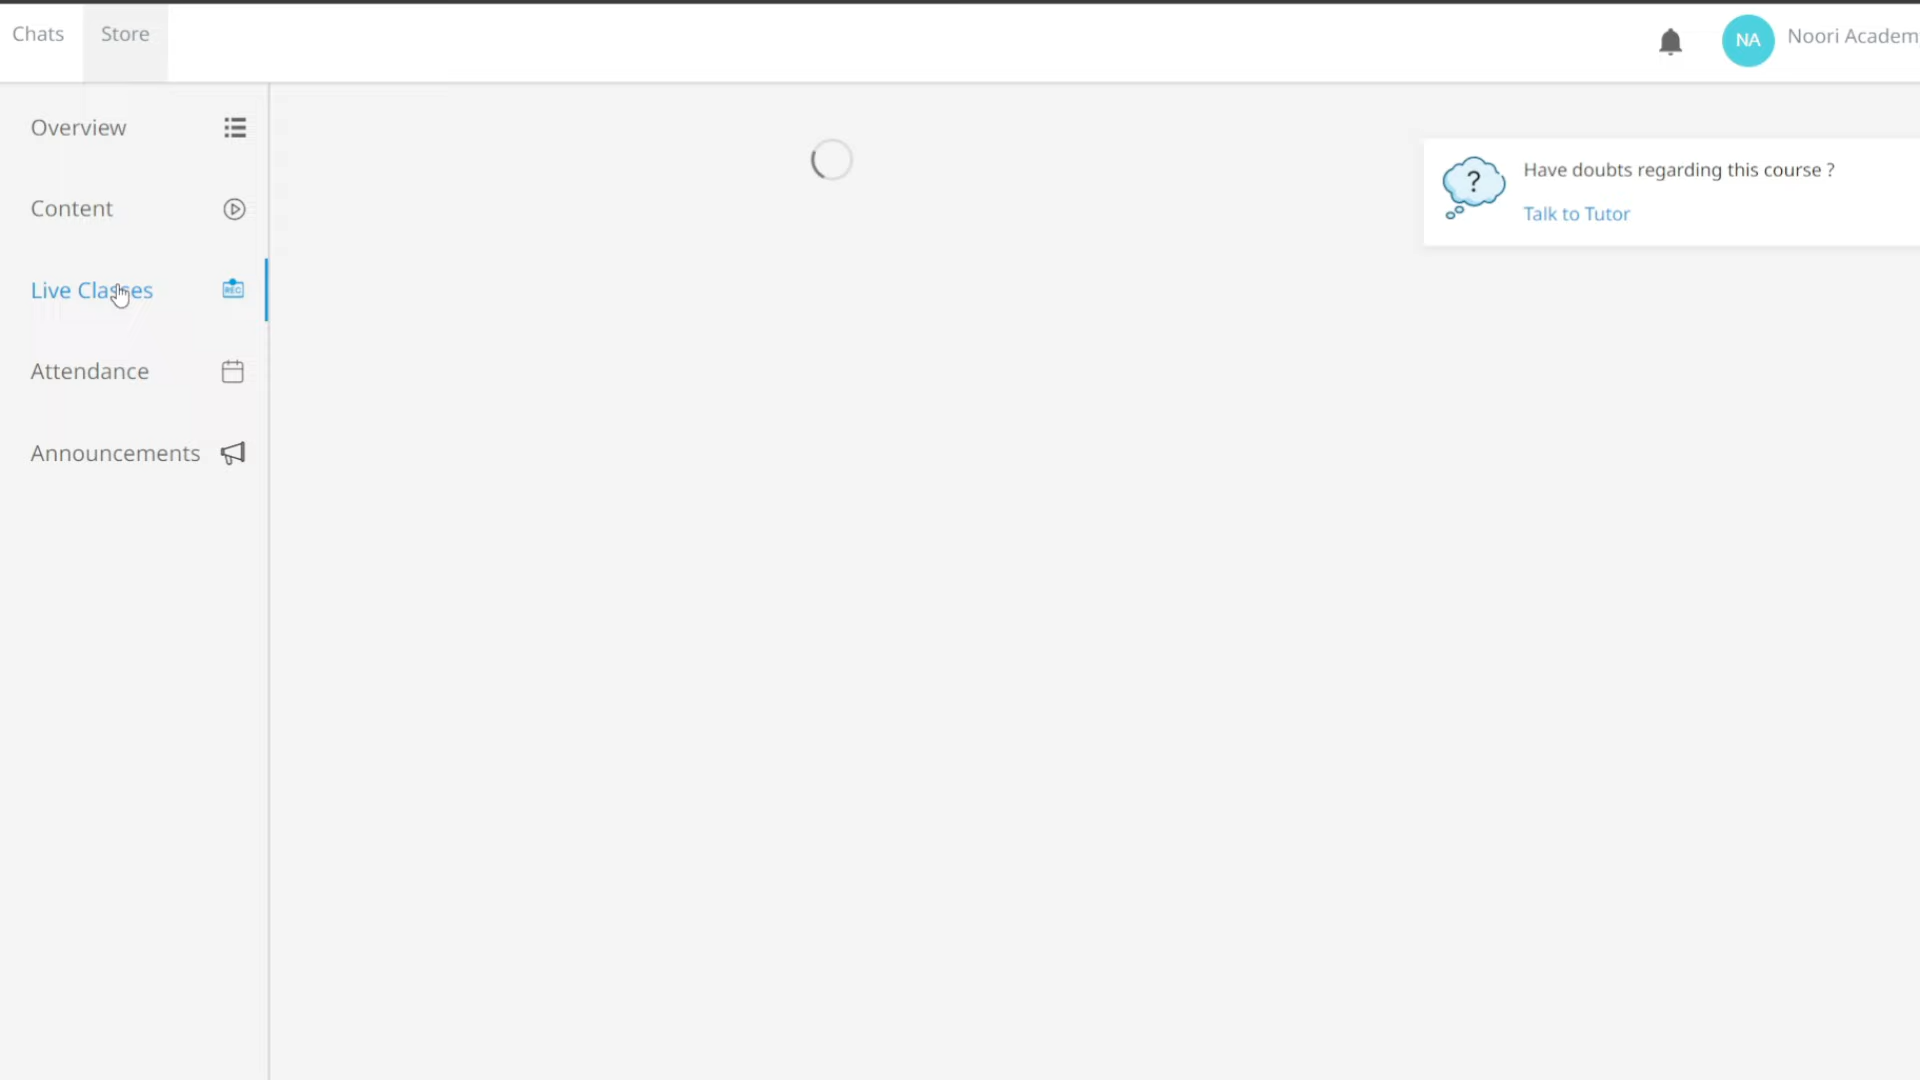 Chats
Store
NA
Noori Academ
Overview
Content
Live Classes
REC
Attendance
Announcements
?
Have doubts regarding this course ?
Talk to Tutor